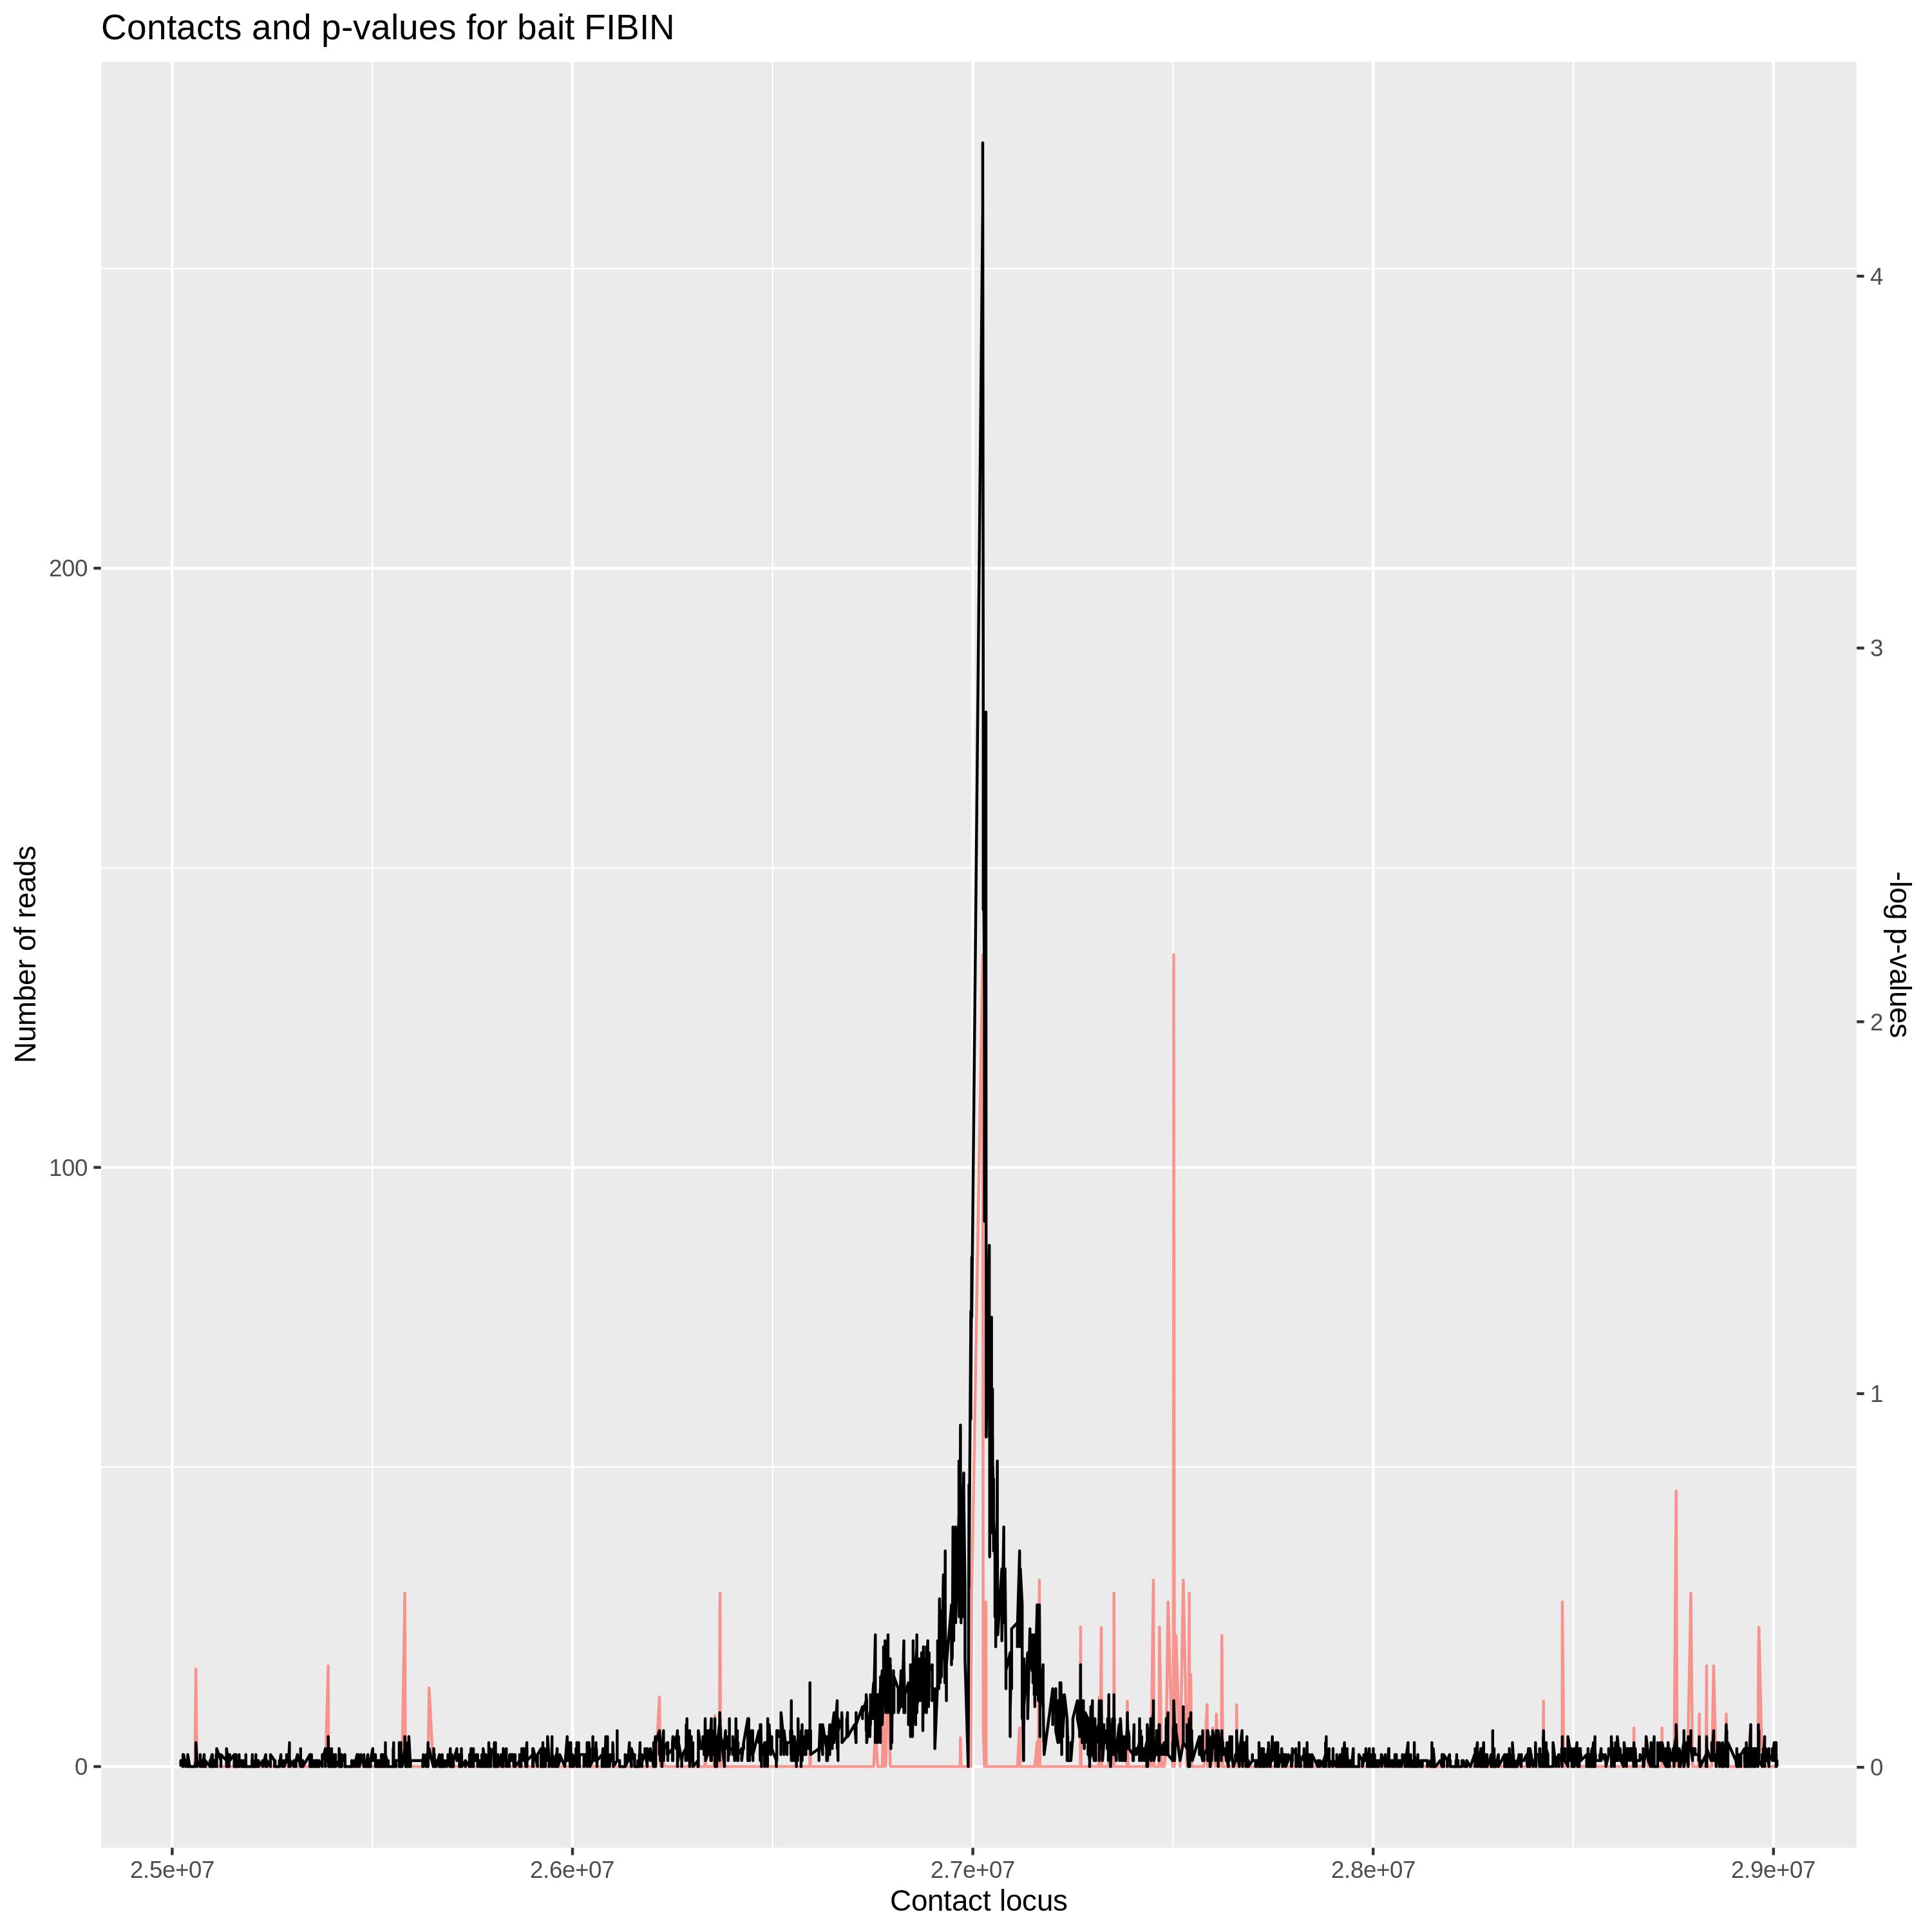 Contacts and p-values for bait FIBIN
Number of reads
200
100
0
4
3
2
1
0
-log p-values
2.5e+07
2.6e+07
2.7e+07
2.8e+07
2.9e+07
Contact locus